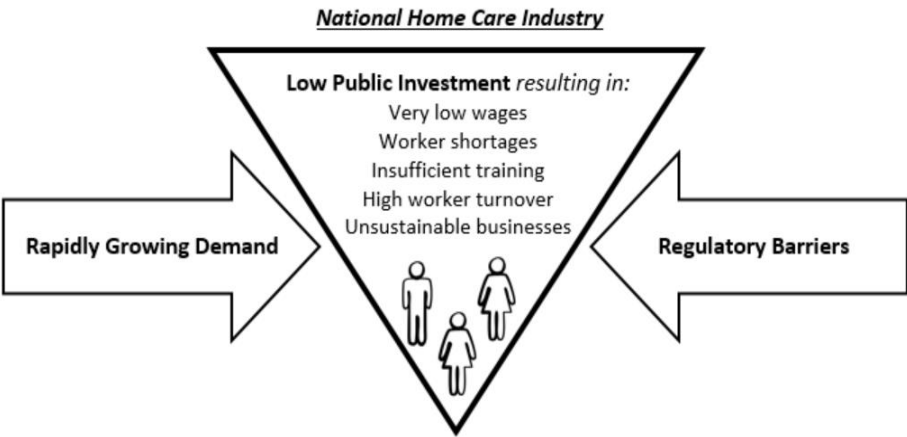 National Home Care Industry
Low Public Investment resulting in:
Very low wages
Worker shortages
Insufficient training
High worker turnover
Unsustainable businesses
Rapidly Growing Demand
Regulatory Barriers